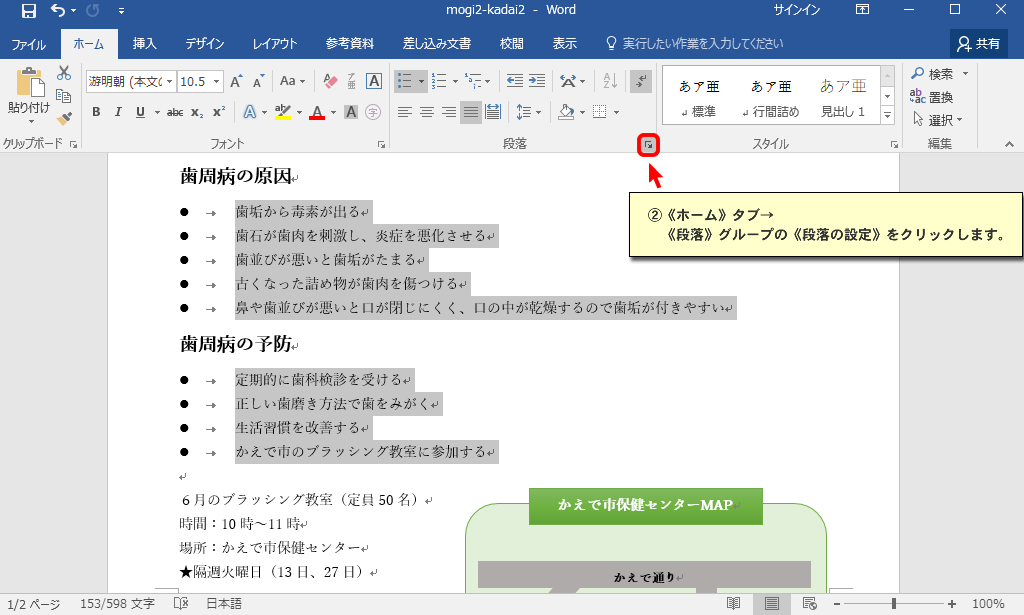 mogi2-kadai2 - Word
サインイン
ファイル ホーム 挿入 デザイン レイアウト 参考資料 差し込み文書 校閲 表示 実行したい作業を入力してください 共有
貼り付け
游明朝 (本文の 10.5 A A Aa A
B I U abc x₂ x² A A A 字
あア亜 あア亜 あア亜
標準 行間詰め 見出し 1
検索
置換
選択
クリップボード フォント 段落 スタイル 編集
②《ホーム》タブ→
《段落》グループの《段落の設定》をクリックします。
歯周病の原因
● → 歯垢から毒素が出る
● → 歯石が歯肉を刺激し、炎症を悪化させる
● → 歯並びが悪いと歯垢がたまる
● → 古くなった詰め物が歯肉を傷つける
● → 鼻や歯並びが悪いと口が閉じにくく、口の中が乾燥するので歯垢が付きやすい
歯周病の予防
● → 定期的に歯科検診を受ける
● → 正しい歯磨き方法で歯をみがく
● → 生活習慣を改善する
● → かえで市のブラッシング教室に参加する
６月のブラッシング教室（定員 50 名）
時間：10 時～11 時
場所：かえで市保健センター
★隔週火曜日（13 日、27 日）
かえで市保健センターMAP
かえで通り
1/2 ページ 153/598 文字 日本語 100%